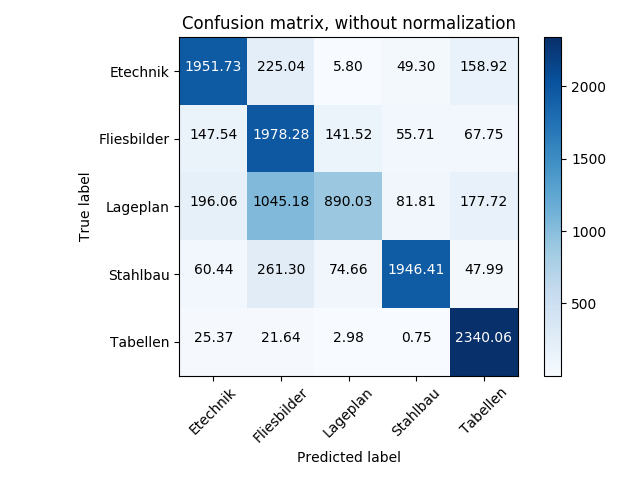 Confusion matrix, without normalization
Etechnik 1951.73 225.04 5.80 49.30 158.92
Fliesbilder 147.54 1978.28 141.52 55.71 67.75
Lageplan 196.06 1045.18 890.03 81.81 177.72
Stahlbau 60.44 261.30 74.66 1946.41 47.99
Tabellen 25.37 21.64 2.98 0.75 2340.06
Etechnik Fliesbilder Lageplan Stahlbau Tabellen
Predicted label
True label
2000
1500
1000
500